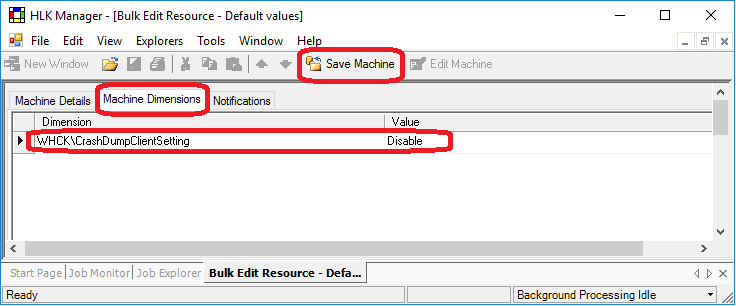 HLK Manager - [Bulk Edit Resource - Default values]
File Edit View Explorers Tools Window Help
New Window Save Machine Edit Machine
Machine Details Machine Dimensions Notifications
Dimension Value
WHCK\CrashDumpClientSetting Disable
Start Page Job Monitor Job Explorer Bulk Edit Resource - Defa...
Ready Background Processing Idle